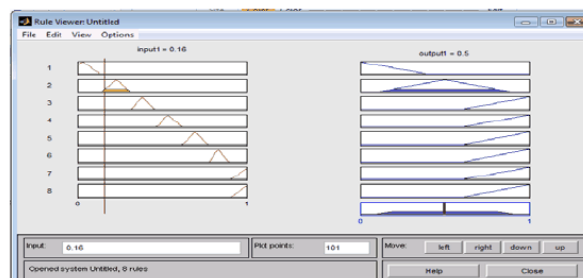 Rule Viewer: Untitled
File Edit View Options
input1 = 0.16
output1 = 0.5
1
2
3
4
5
6
7
8
0 1
0 1
Input: 0.16 Plot points: 101 Move: left right down up
Opened system Untitled, 8 rules Help Close